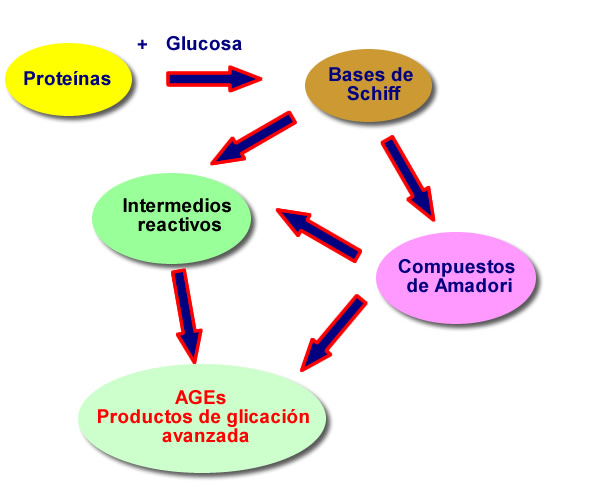 + Glucosa
Proteínas
Bases de
Schiff
Intermedios
reactivos
Compuestos
de Amadori
AGEs
Productos de glicación
avanzada